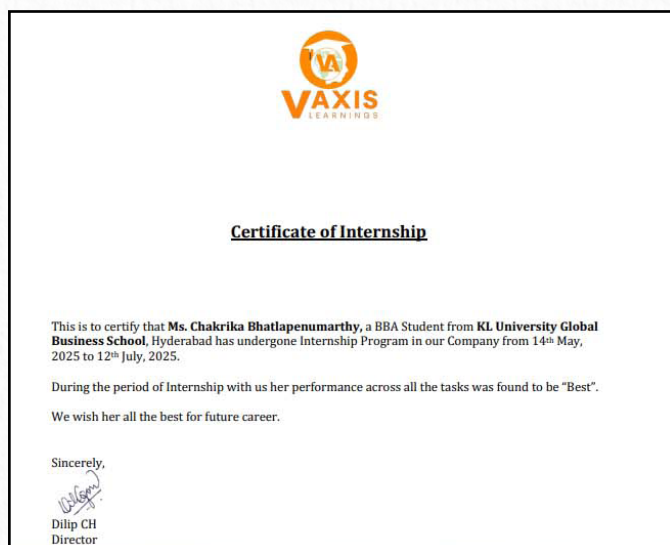 VA
VAXIS
LEARNINGS
Certificate of Internship
This is to certify that Ms. Chakrika Bhatlapenumarthy, a BBA Student from KL University Global
Business School, Hyderabad has undergone Internship Program in our Company from 14th May,
2025 to 12th July, 2025.
During the period of Internship with us her performance across all the tasks was found to be “Best”.
We wish her all the best for future career.
Sincerely,
Dilip CH
Director